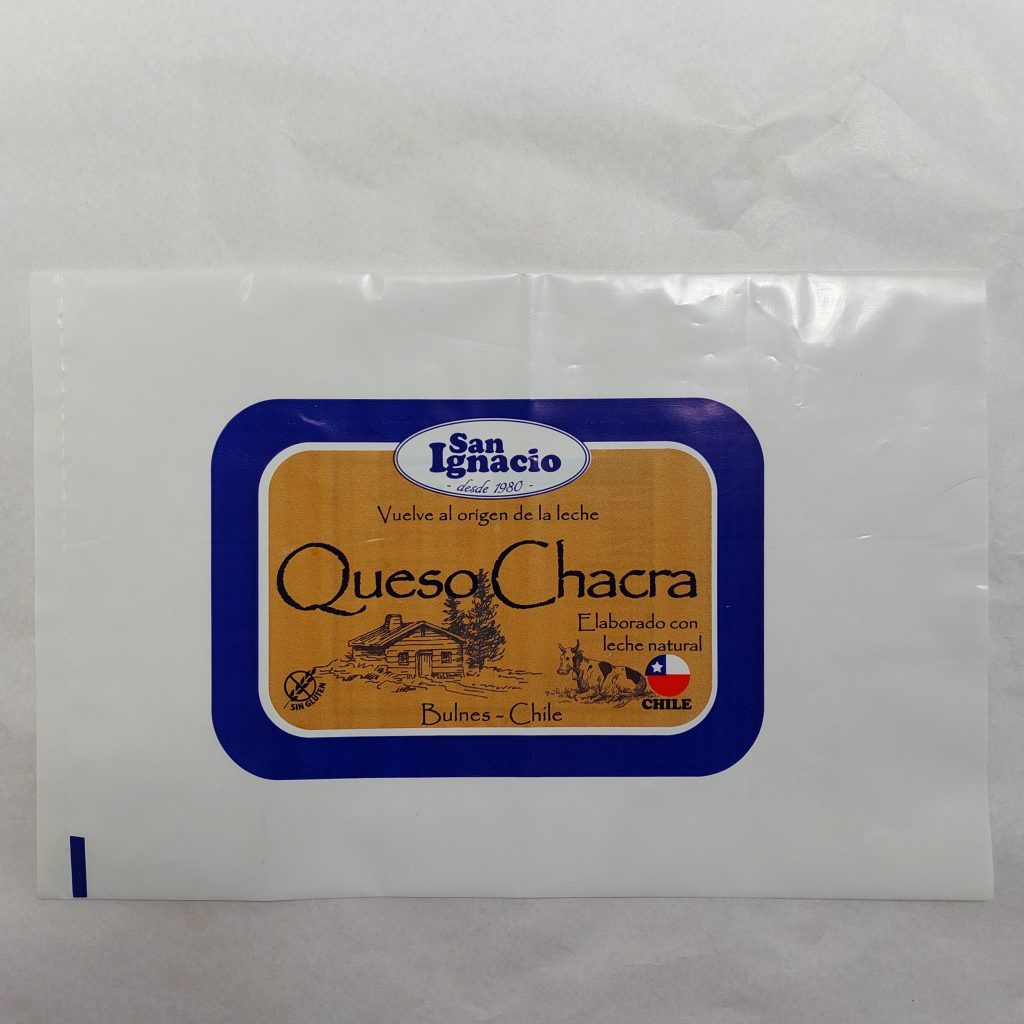 San
Ignacio
- desde 1980 -
Vuelve al origen de la leche
Queso Chacra
Elaborado con
leche natural
SIN GLUTEN
CHILE
Bulnes - Chile